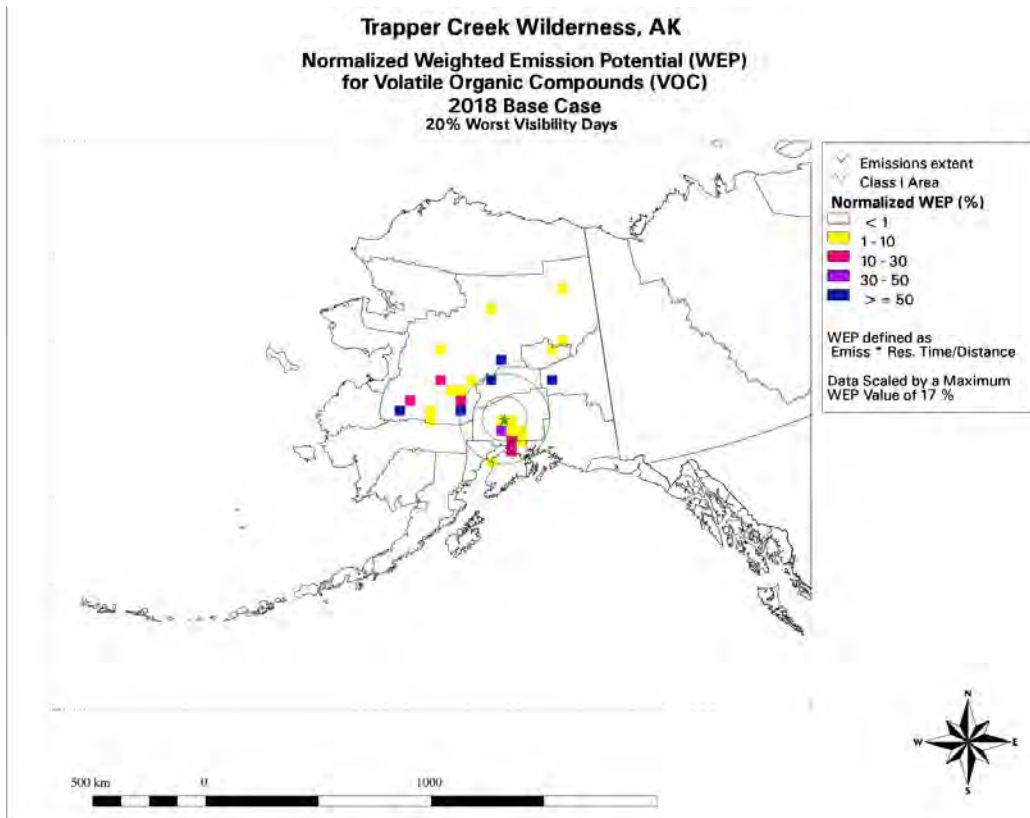 Trapper Creek Wilderness, AK
Normalized Weighted Emission Potential (WEP)
for Volatile Organic Compounds (VOC)
2018 Base Case
20% Worst Visibility Days
Emissions extent
Class I Area
Normalized WEP (%)
< 1
1 - 10
10 - 30
30 - 50
> = 50
WEP defined as
Emiss * Res. Time/Distance
Data Scaled by a Maximum
WEP Value of 17 %
N
W E
S
500 km 0 1000